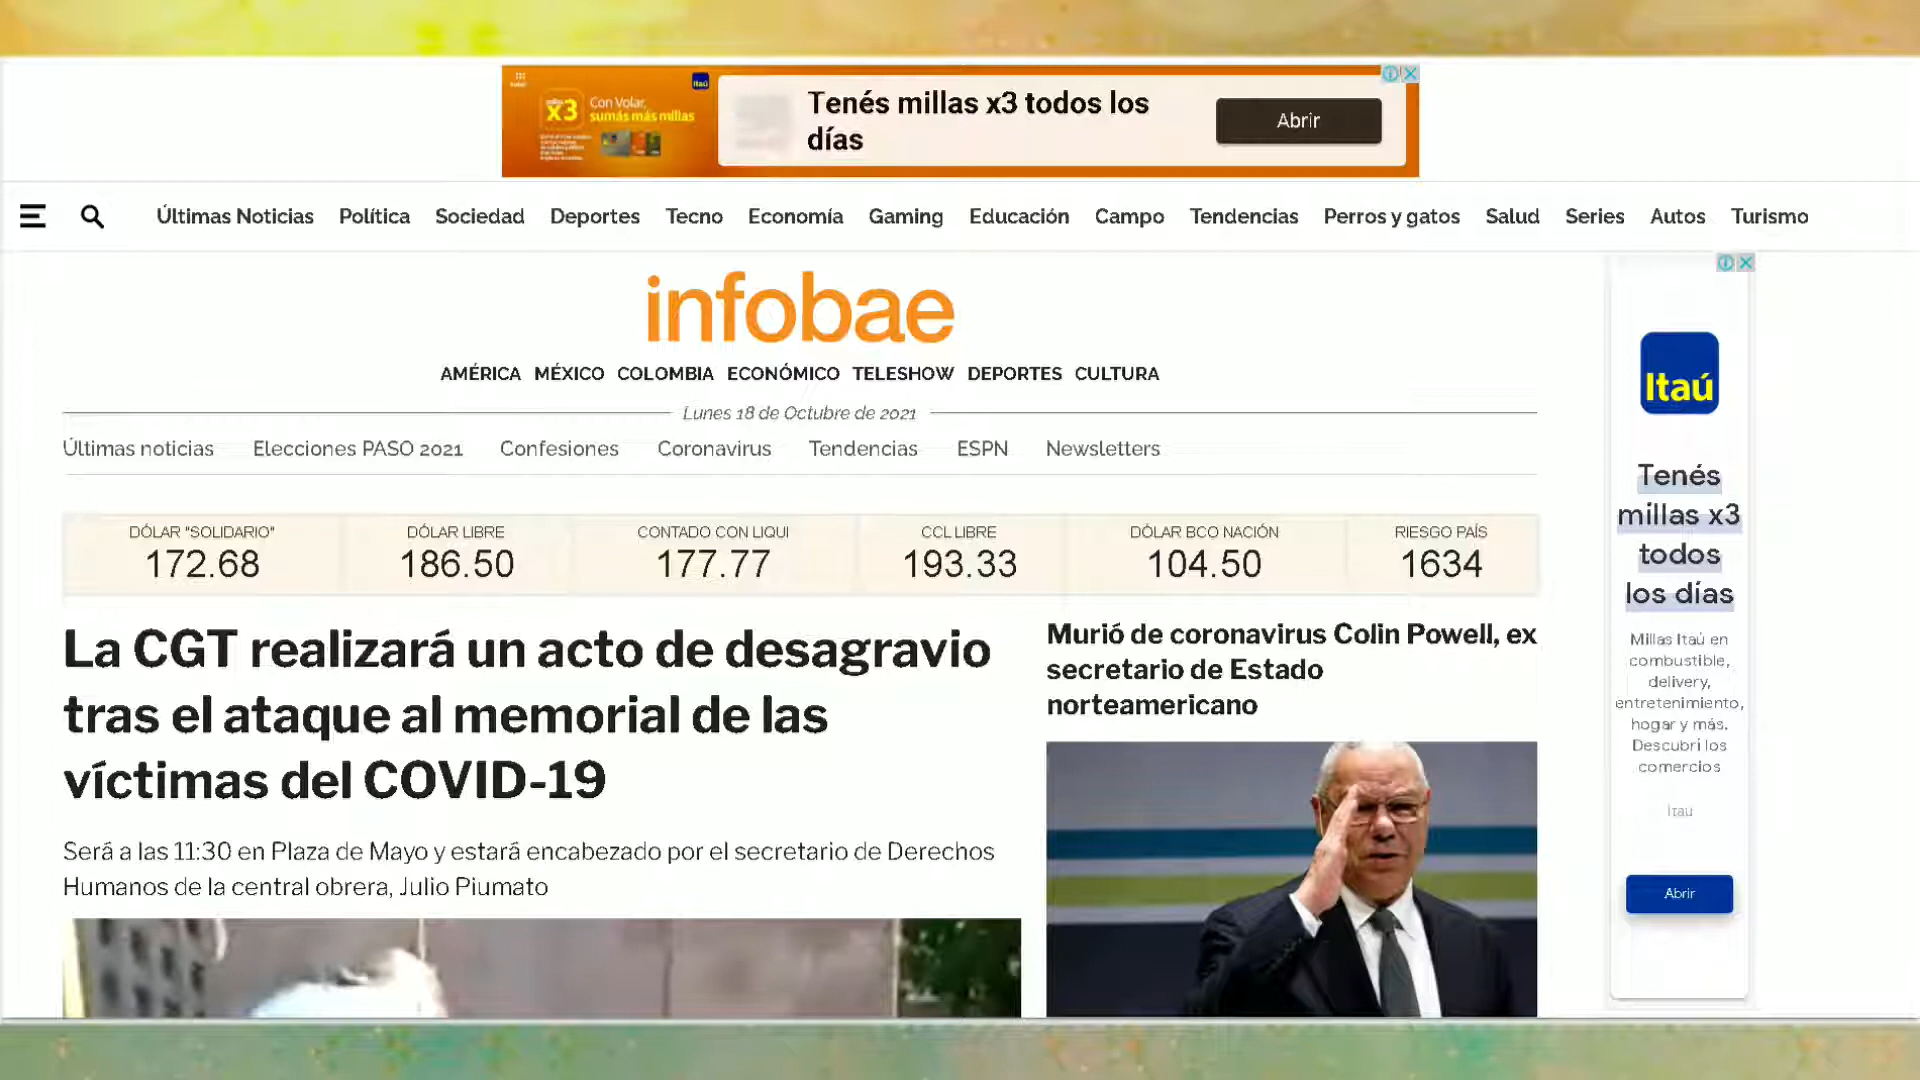 Itaú
x3
Con Volar,
sumás más millas
Tenés millas x3 todos los
días
Abrir
Últimas Noticias Política Sociedad Deportes Tecno Economía Gaming Educación Campo Tendencias Perros y gatos Salud Series Autos Turismo
infobae
AMÉRICA MÉXICO COLOMBIA ECONÓMICO TELESHOW DEPORTES CULTURA
Lunes 18 de Octubre de 2021
Últimas noticias Elecciones PASO 2021 Confesiones Coronavirus Tendencias ESPN Newsletters
DÓLAR "SOLIDARIO" DÓLAR LIBRE CONTADO CON LIQUI CCL LIBRE DÓLAR BCO NACIÓN RIESGO PAÍS
172.68 186.50 177.77 193.33 104.50 1634
La CGT realizará un acto de desagravio
tras el ataque al memorial de las
víctimas del COVID-19
Será a las 11:30 en Plaza de Mayo y estará encabezado por el secretario de Derechos
Humanos de la central obrera, Julio Piumato
Murió de coronavirus Colin Powell, ex
secretario de Estado
norteamericano
Itaú
Tenés
millas x3
todos
los días
Millas Itaú en
combustible,
delivery,
entretenimiento,
hogar y más.
Descubrí los
comercios
Itau
Abrir